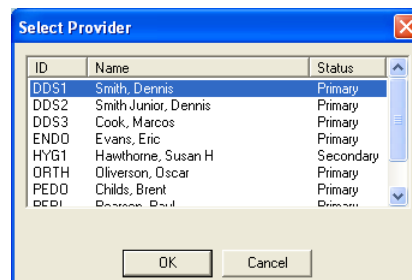 Select Provider
ID Name Status
DDS1 Smith, Dennis Primary
DDS2 Smith Junior, Dennis Primary
DDS3 Cook, Marcos Primary
ENDO Evans, Eric Primary
HYG1 Hawthorne, Susan H Secondary
ORTH Oliverson, Oscar Primary
PEDO Childs, Brent Primary
Primary
OK Cancel